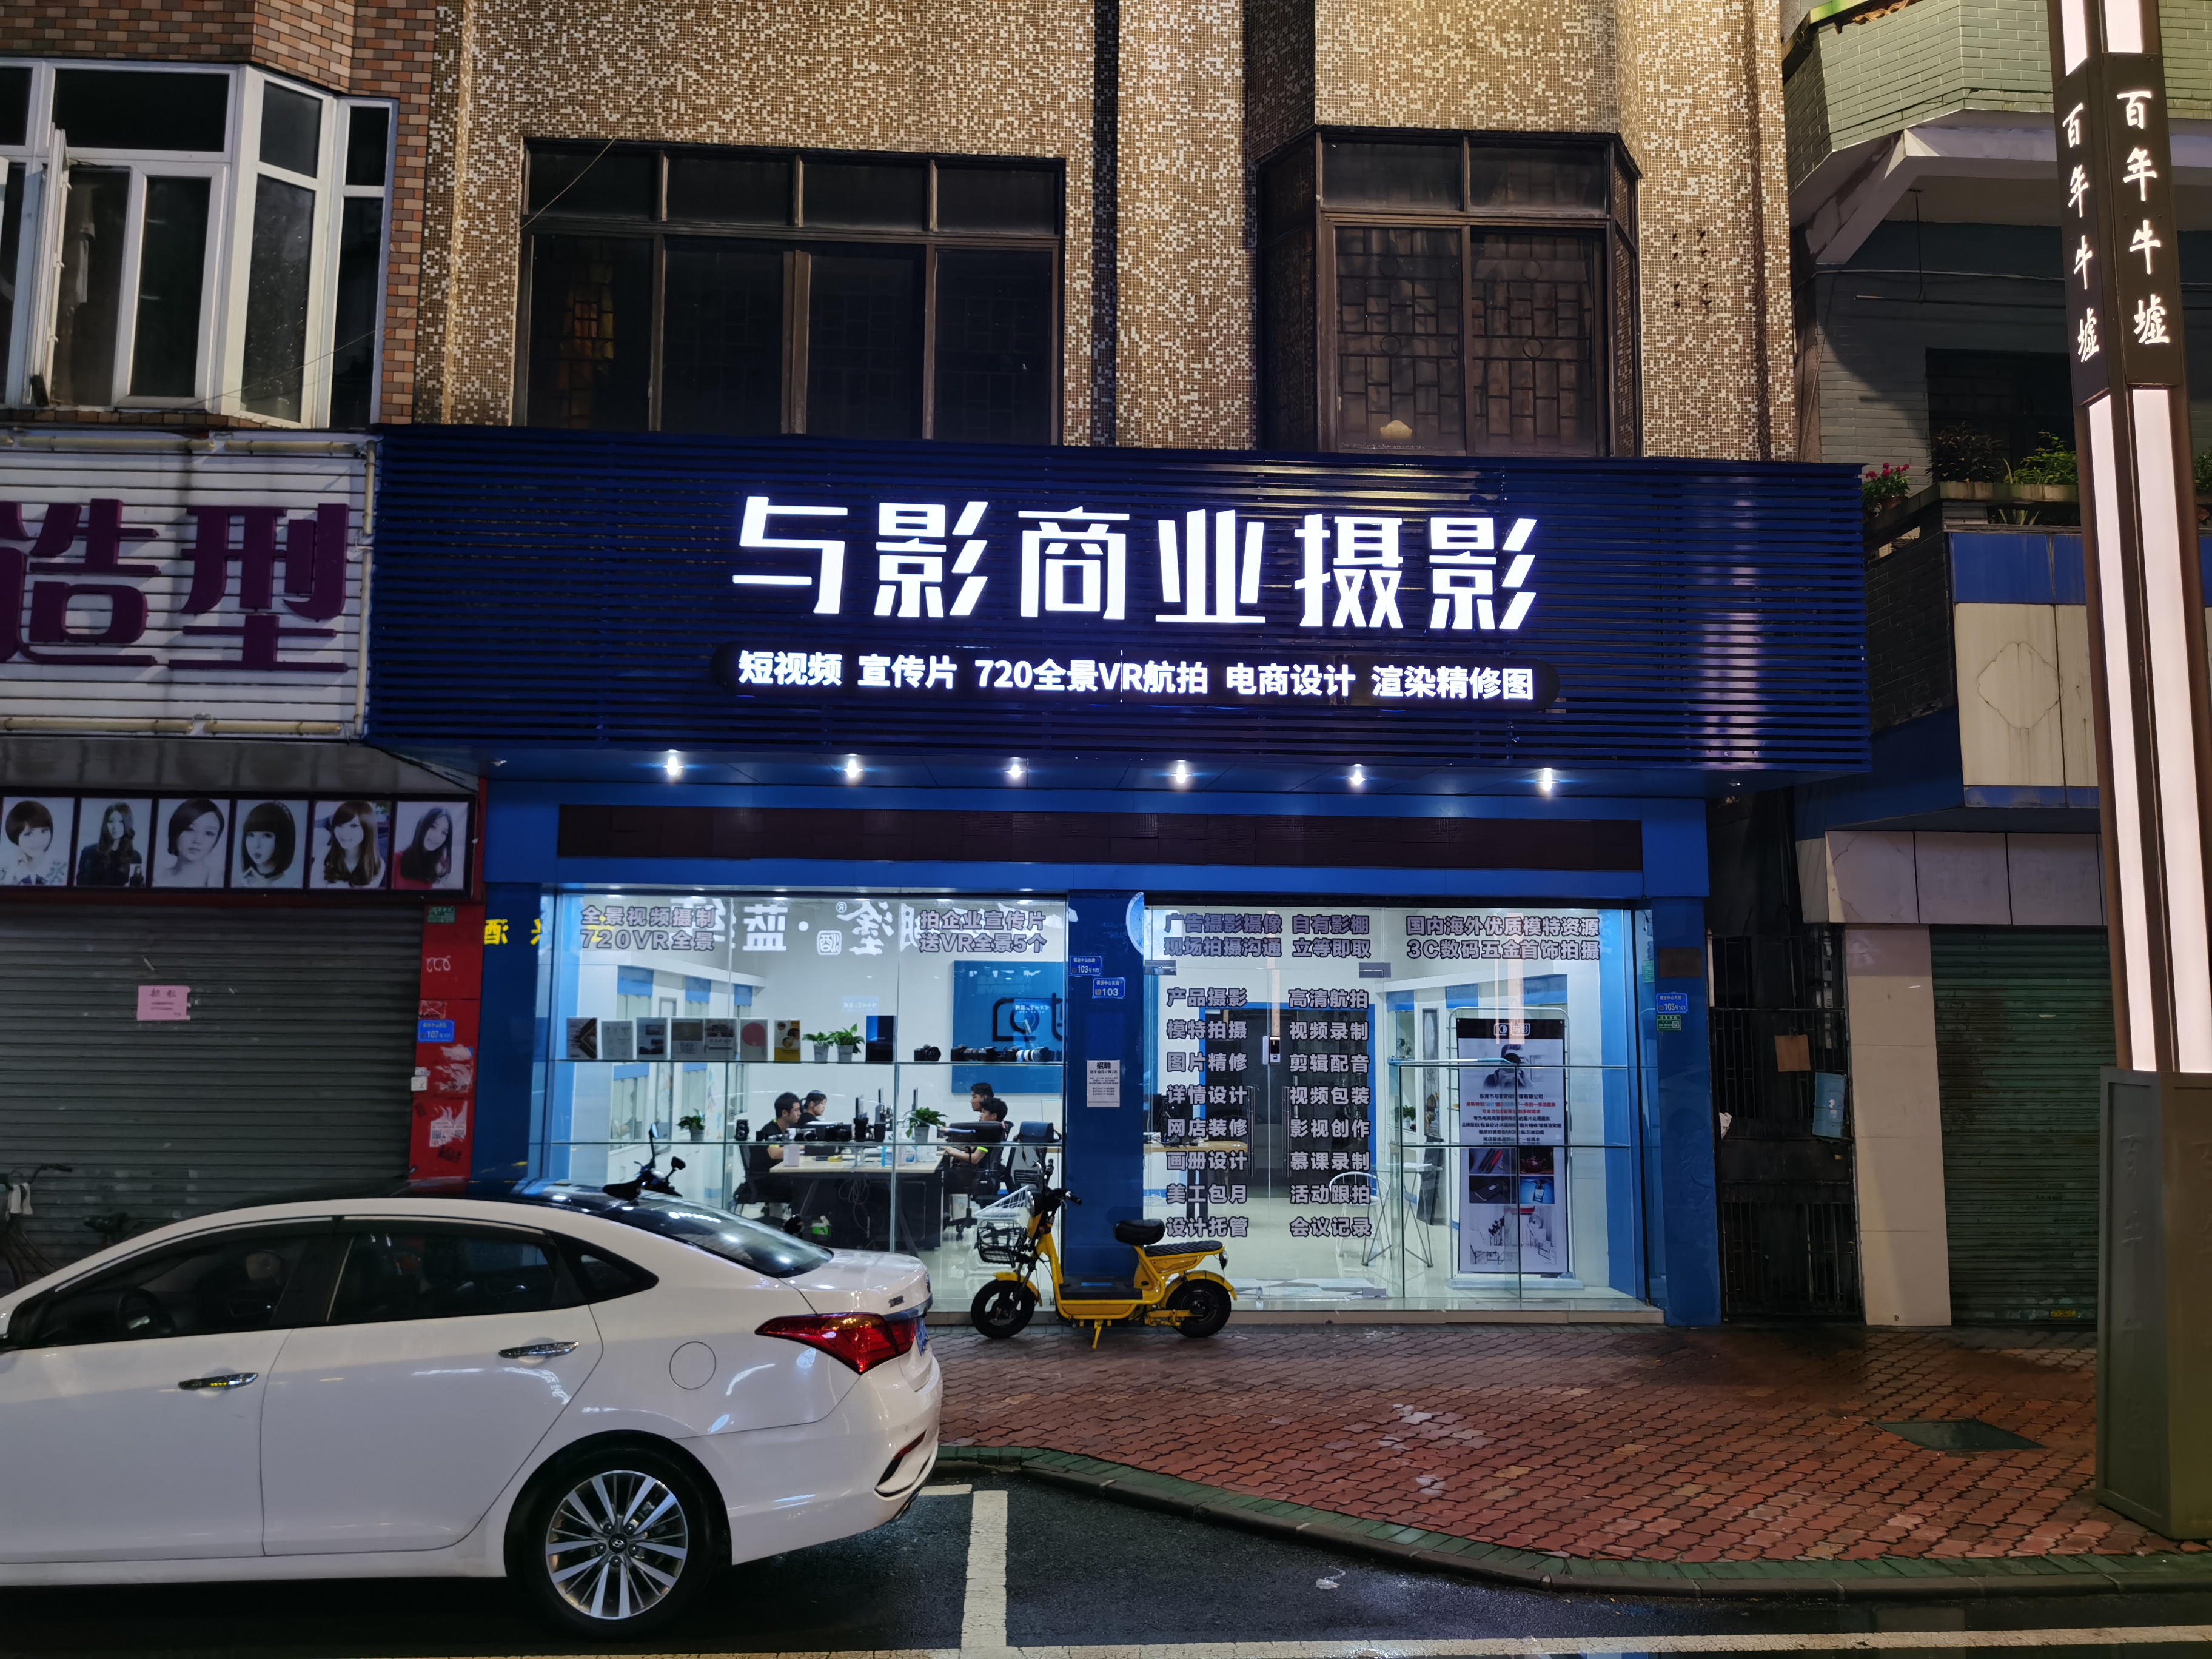 百年牛墟
百年牛墟
造型
与影商业摄影
短视频 宣传片 720全景VR航拍 电商设计 渲染精修图
全景视频摄制
720VR全景
拍企业宣传片
送VR全景5个
广告摄影摄像 自有影棚
现场拍摄沟通 立等即取
国内海外优质模特资源
3C数码五金首饰拍摄
产品摄影 高清航拍
模特拍摄 视频录制
图片精修 剪辑配音
详情设计 视频包装
网店装修 影视创作
画册设计 慕课录制
美工包月 活动跟拍
设计托管 会议记录
招聘
103
103
103